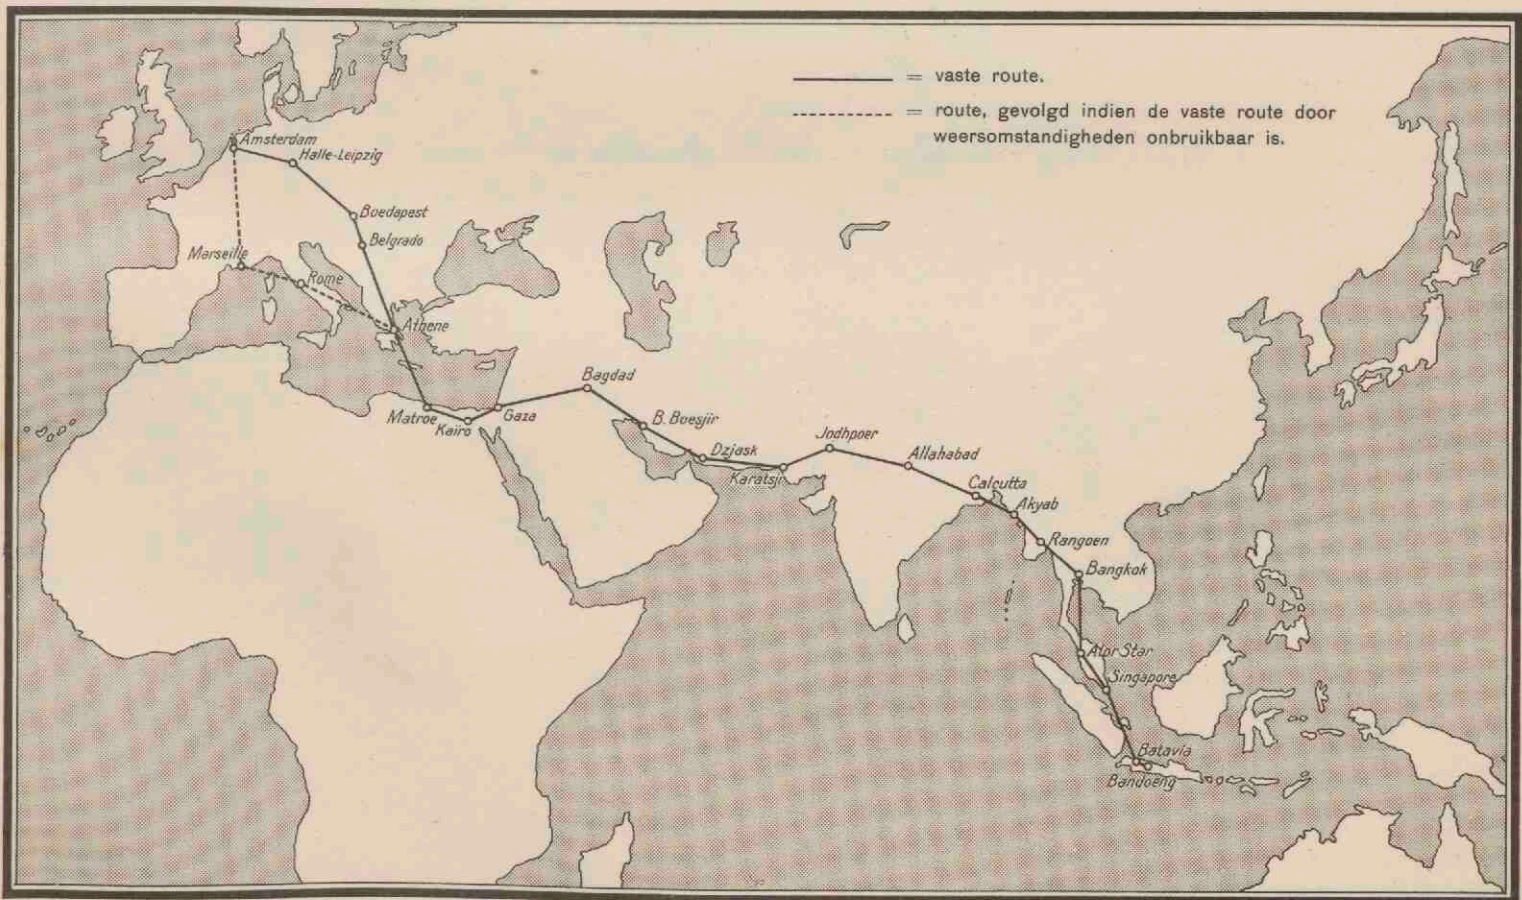 = vaste route.
= route, gevolgd indien de vaste route door
weersomstandigheden onbruikbaar is.
Amsterdam
Halle-Leipzig
Boedapest
Belgrado
Marseille
Rome
Athene
Matroe
Kairo
Gaza
Bagdad
B. Boesjir
Dzjask
Karatsji
Jodhpoer
Allahabad
Calcutta
Akyab
Rangoen
Bangkok
Alor Star
Singapore
Batavia
Bandoeng